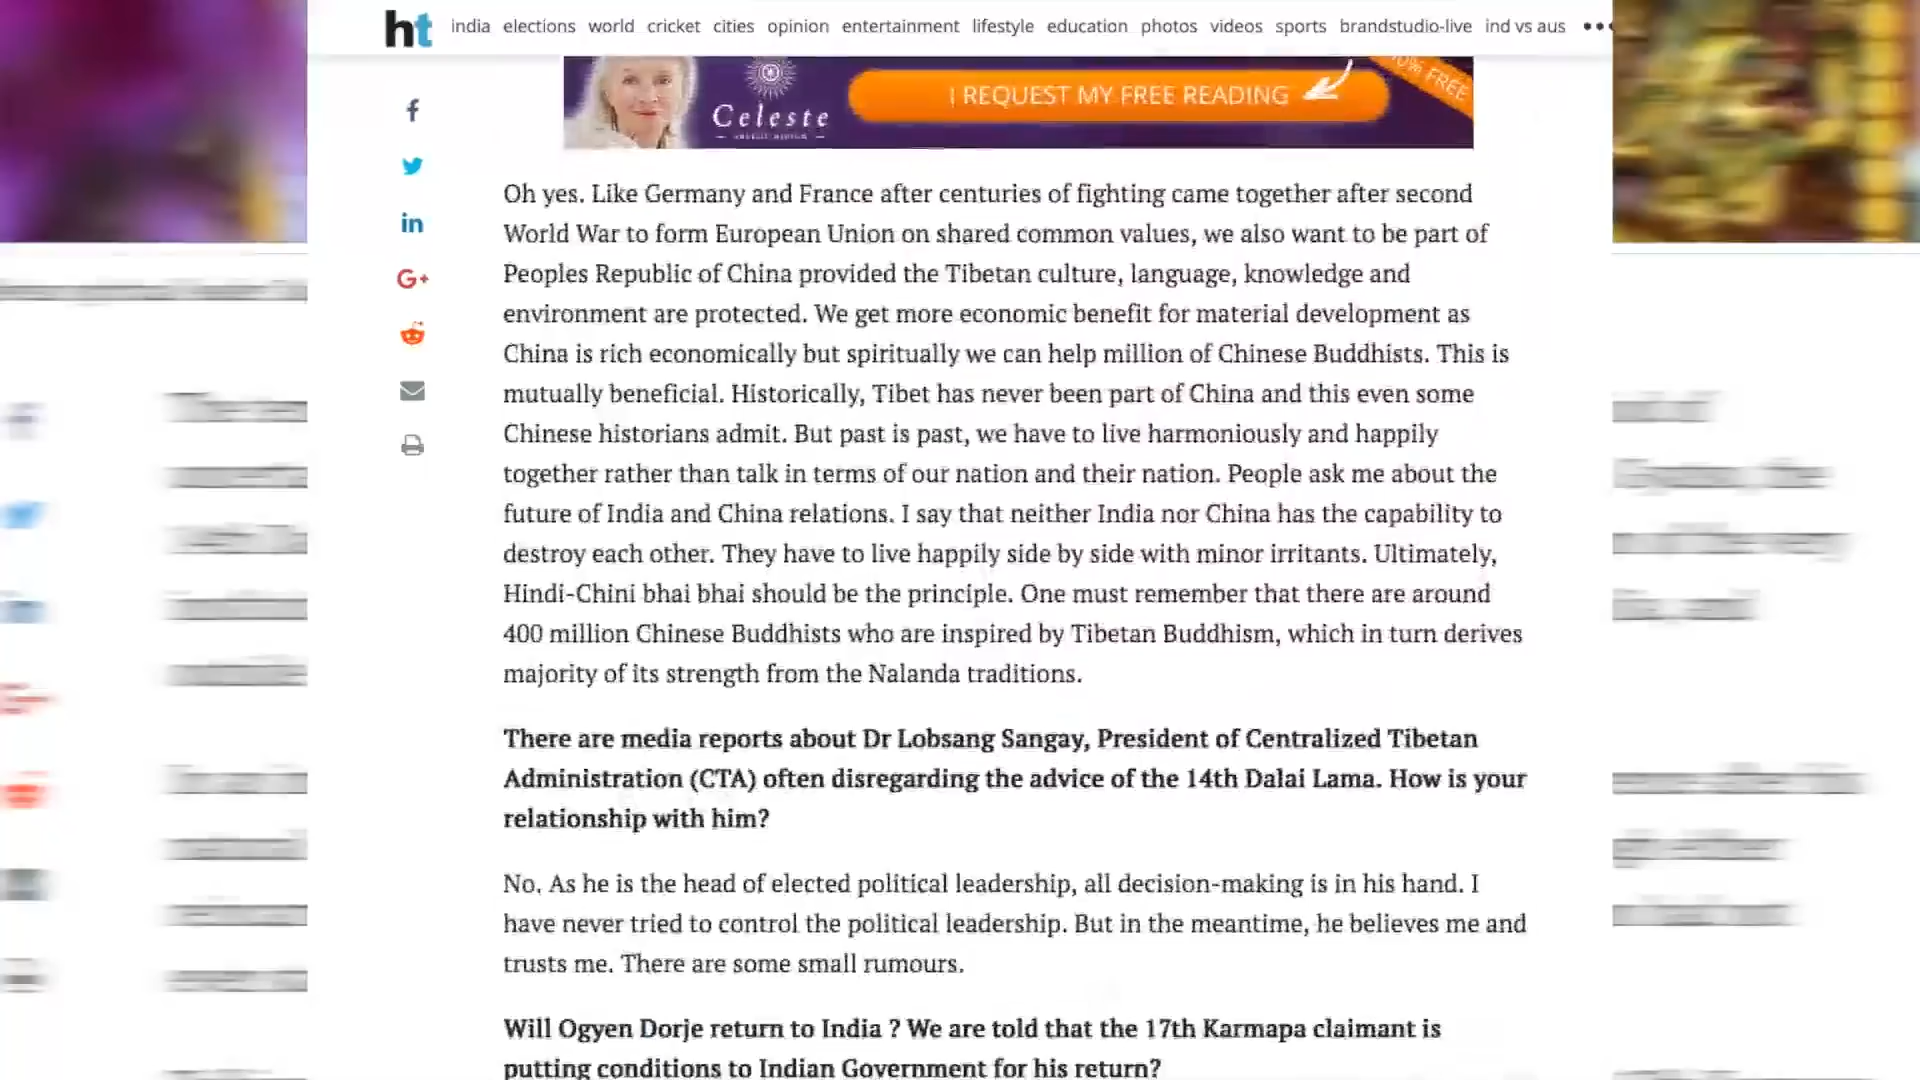 ht india elections world cricket cities opinion entertainment lifestyle education photos videos sports brandstudio-live ind vs aus •••
Celeste
I REQUEST MY FREE READING
FREE
Oh yes. Like Germany and France after centuries of fighting came together after second
World War to form European Union on shared common values, we also want to be part of
Peoples Republic of China provided the Tibetan culture, language, knowledge and
environment are protected. We get more economic benefit for material development as
China is rich economically but spiritually we can help million of Chinese Buddhists. This is
mutually beneficial. Historically, Tibet has never been part of China and this even some
Chinese historians admit. But past is past, we have to live harmoniously and happily
together rather than talk in terms of our nation and their nation. People ask me about the
future of India and China relations. I say that neither India nor China has the capability to
destroy each other. They have to live happily side by side with minor irritants. Ultimately,
Hindi-Chini bhai bhai should be the principle. One must remember that there are around
400 million Chinese Buddhists who are inspired by Tibetan Buddhism, which in turn derives
majority of its strength from the Nalanda traditions.
There are media reports about Dr Lobsang Sangay, President of Centralized Tibetan
Administration (CTA) often disregarding the advice of the 14th Dalai Lama. How is your
relationship with him?
No. As he is the head of elected political leadership, all decision-making is in his hand. I
have never tried to control the political leadership. But in the meantime, he believes me and
trusts me. There are some small rumours.
Will Ogyen Dorje return to India ? We are told that the 17th Karmapa claimant is
putting conditions to Indian Government for his return?